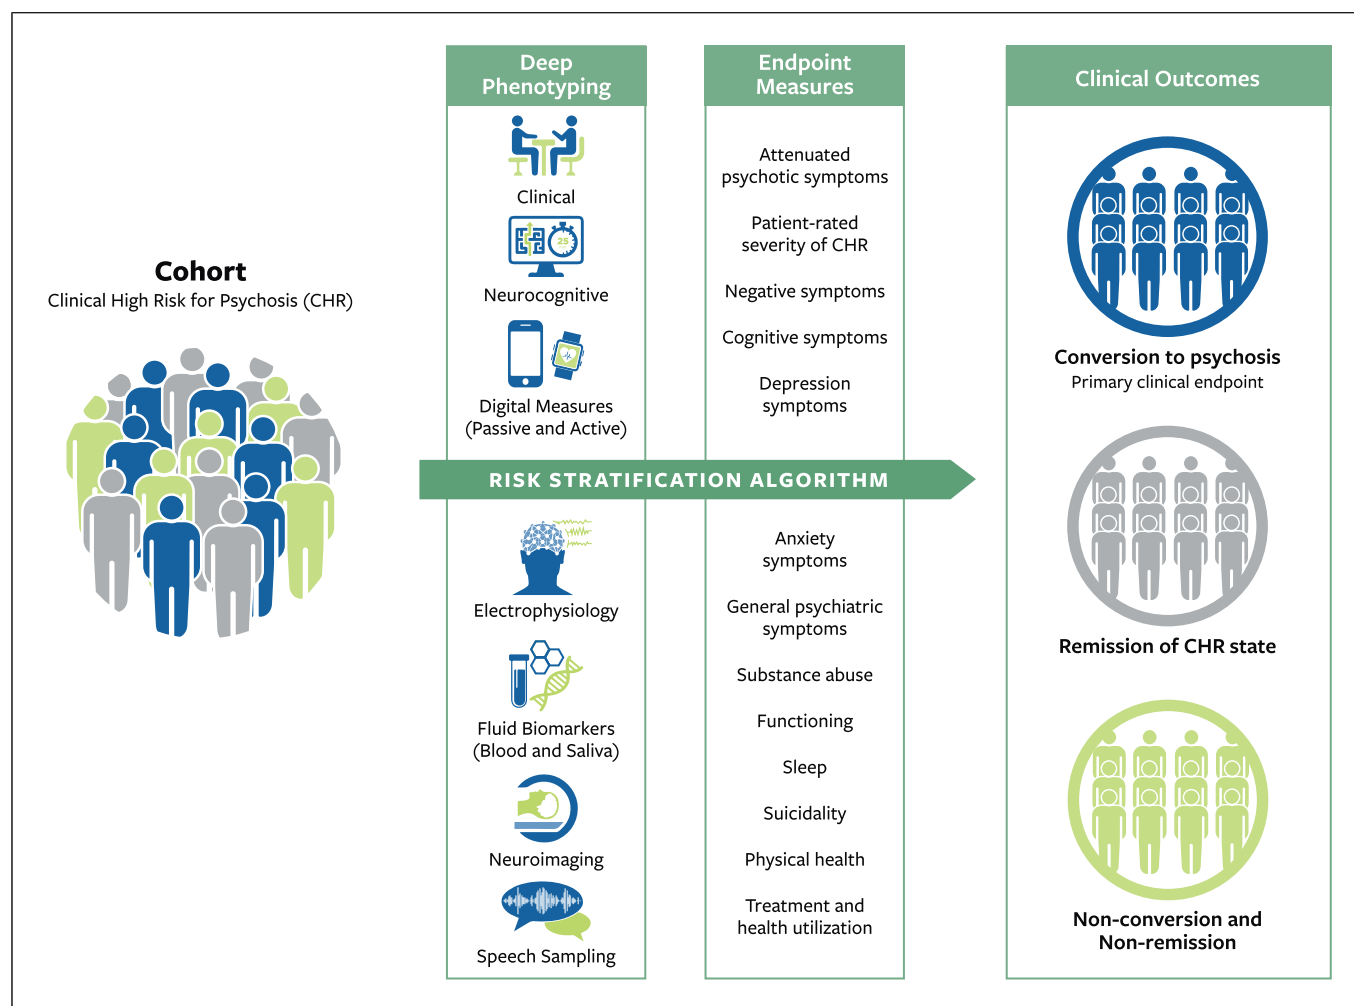 Cohort
Clinical High Risk for Psychosis (CHR)
Deep
Phenotyping
Clinical
25
Neurocognitive
Digital Measures
(Passive and Active)
Endpoint
Measures
Attenuated
psychotic symptoms
Patient-rated
severity of CHR
Negative symptoms
Cognitive symptoms
Depression
symptoms
RISK STRATIFICATION ALGORITHM
Electrophysiology
Fluid Biomarkers
(Blood and Saliva)
Neuroimaging
Speech Sampling
Anxiety
symptoms
General psychiatric
symptoms
Substance abuse
Functioning
Sleep
Suicidality
Physical health
Treatment and
health utilization
Clinical Outcomes
Conversion to psychosis
Primary clinical endpoint
Remission of CHR state
Non-conversion and
Non-remission